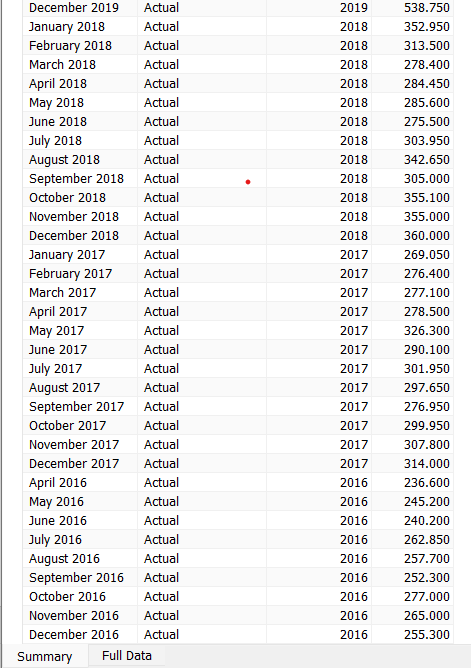 December 2019 Actual 2019 538.750
January 2018 Actual 2018 352.950
February 2018 Actual 2018 313.500
March 2018 Actual 2018 278.400
April 2018 Actual 2018 284.450
May 2018 Actual 2018 285.600
June 2018 Actual 2018 275.500
July 2018 Actual 2018 303.950
August 2018 Actual 2018 342.650
September 2018 Actual 2018 305.000
October 2018 Actual 2018 355.100
November 2018 Actual 2018 355.000
December 2018 Actual 2018 360.000
January 2017 Actual 2017 269.050
February 2017 Actual 2017 276.400
March 2017 Actual 2017 277.100
April 2017 Actual 2017 278.500
May 2017 Actual 2017 326.300
June 2017 Actual 2017 290.100
July 2017 Actual 2017 301.950
August 2017 Actual 2017 297.650
September 2017 Actual 2017 276.950
October 2017 Actual 2017 299.950
November 2017 Actual 2017 307.800
December 2017 Actual 2017 314.000
April 2016 Actual 2016 236.600
May 2016 Actual 2016 245.200
June 2016 Actual 2016 240.200
July 2016 Actual 2016 262.850
August 2016 Actual 2016 257.700
September 2016 Actual 2016 252.300
October 2016 Actual 2016 277.000
November 2016 Actual 2016 265.000
December 2016 Actual 2016 255.300
Summary Full Data